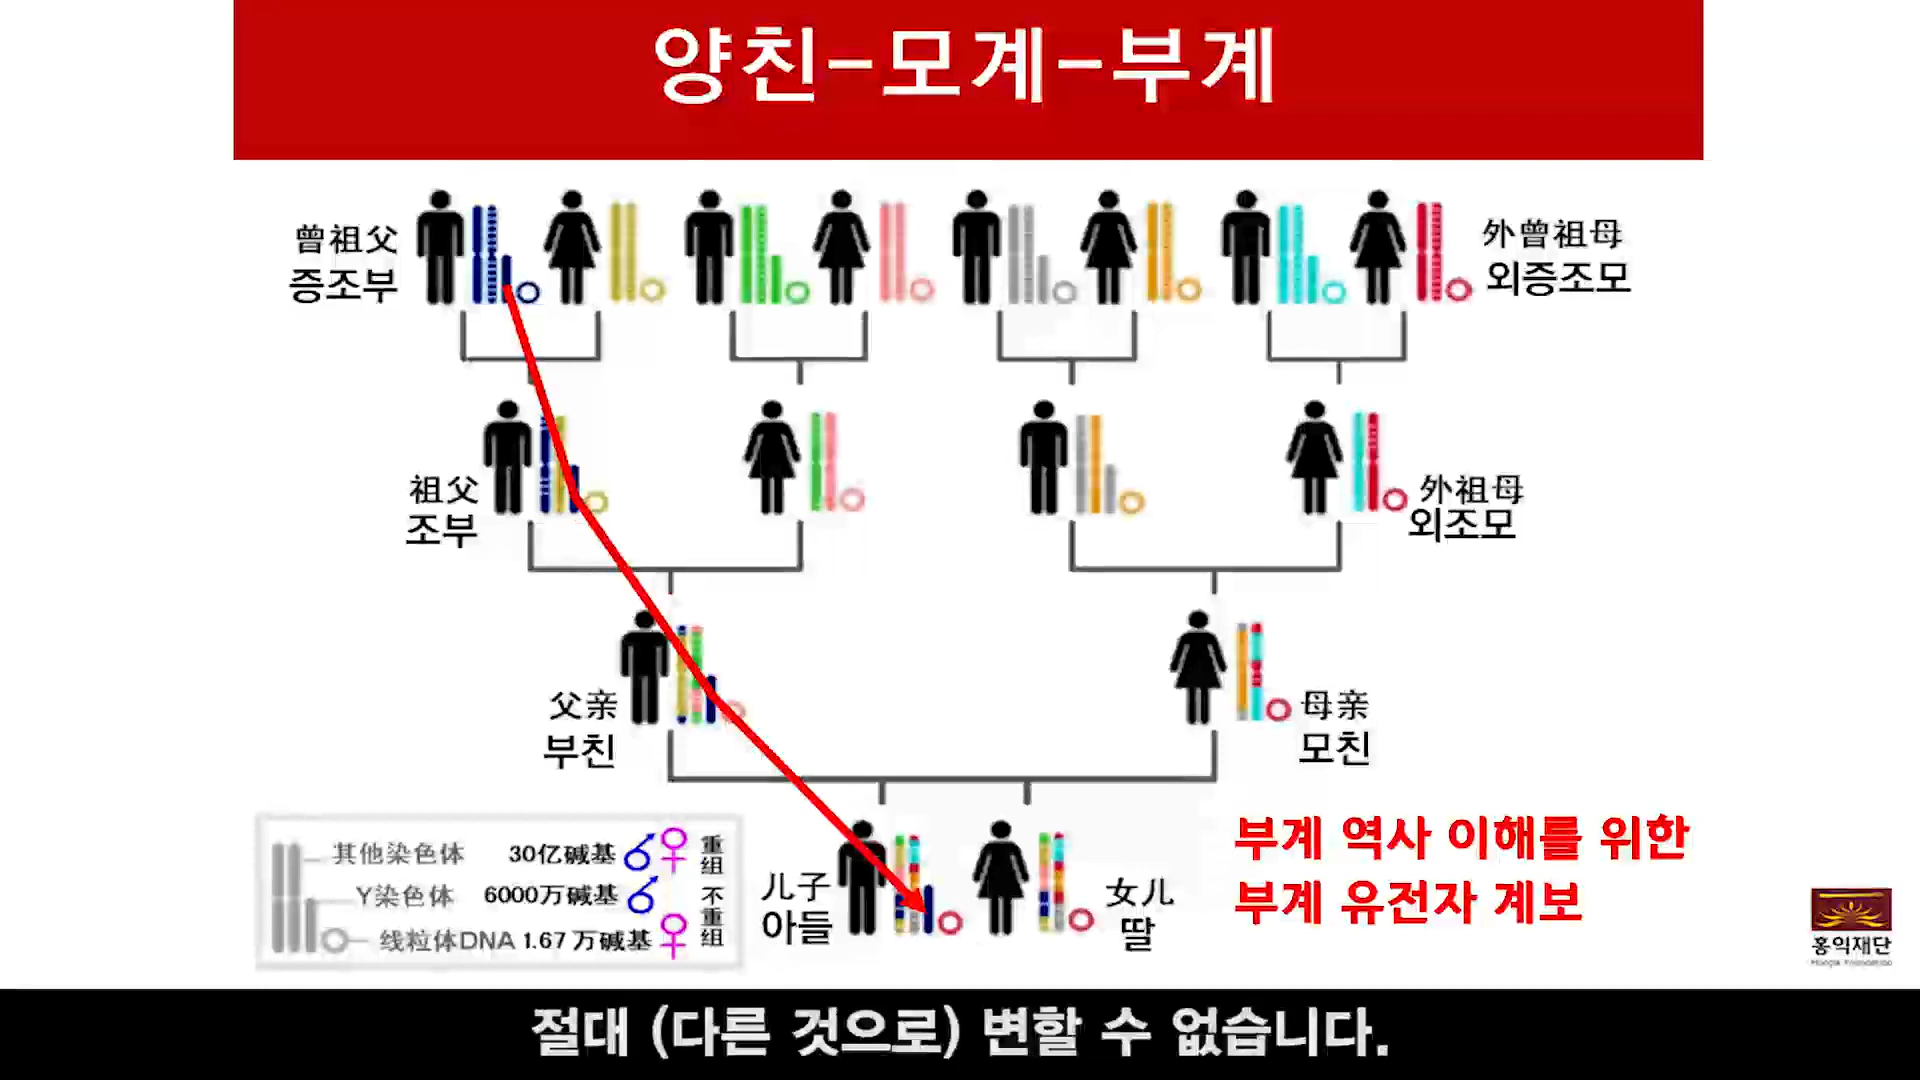 양친-모계-부계
曾祖父
증조부
外曾祖母
외증조모
祖父
조부
外祖母
외조모
父亲
부친
母亲
모친
儿子
아들
女儿
딸
其他染色体 30亿碱基 ♂♀ 重组
Y染色体 6000万碱基 ♂
线粒体DNA 1.67万碱基 ♀
不重组
부계 역사 이해를 위한
부계 유전자 계보
홍익재단
절대 (다른 것으로) 변할 수 없습니다.